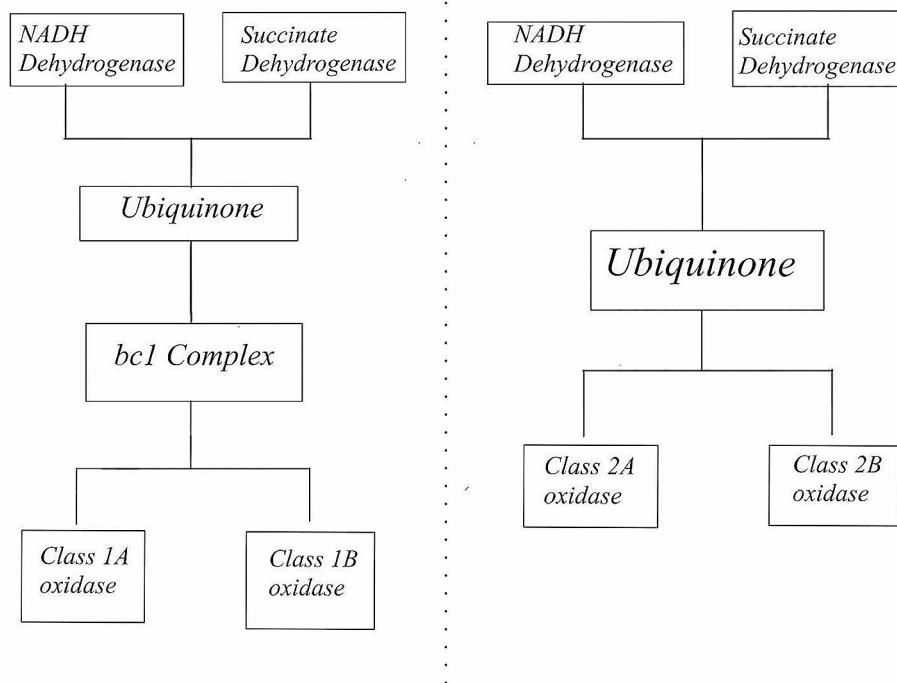 NADH
Dehydrogenase
Succinate
Dehydrogenase
Ubiquinone
bc1 Complex
Class 1A
oxidase
Class 1B
oxidase
NADH
Dehydrogenase
Succinate
Dehydrogenase
Ubiquinone
Class 2A
oxidase
Class 2B
oxidase